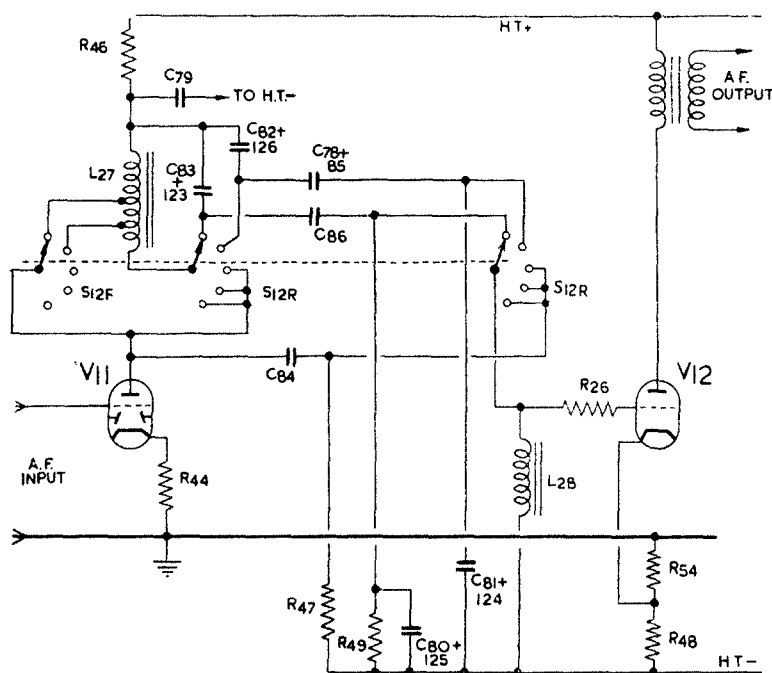 H.T.+
R46
C79
TO H.T.-
A.F.
OUTPUT
C82+
126
C78+
85
L27
C83
+
123
C86
S12F
S12R
S12R
V11
C84
R26
V12
A.F.
INPUT
R44
L28
R47
R49
C80+
125
C81+
124
R54
R48
HT-